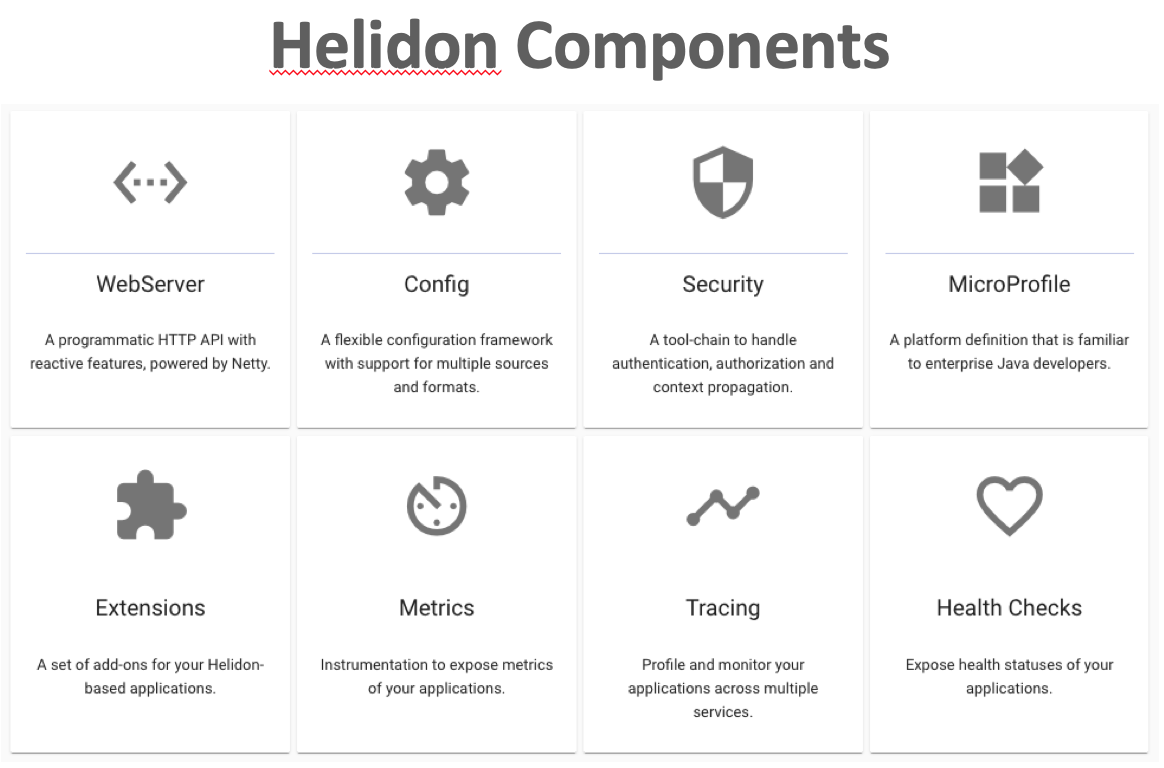 Helidon Components
WebServer
A programmatic HTTP API with
reactive features, powered by Netty.
Config
A flexible configuration framework
with support for multiple sources
and formats.
Security
A tool-chain to handle
authentication, authorization and
context propagation.
MicroProfile
A platform definition that is familiar
to enterprise Java developers.
Extensions
A set of add-ons for your Helidon-
based applications.
Metrics
Instrumentation to expose metrics
of your applications.
Tracing
Profile and monitor your
applications across multiple
services.
Health Checks
Expose health statuses of your
applications.